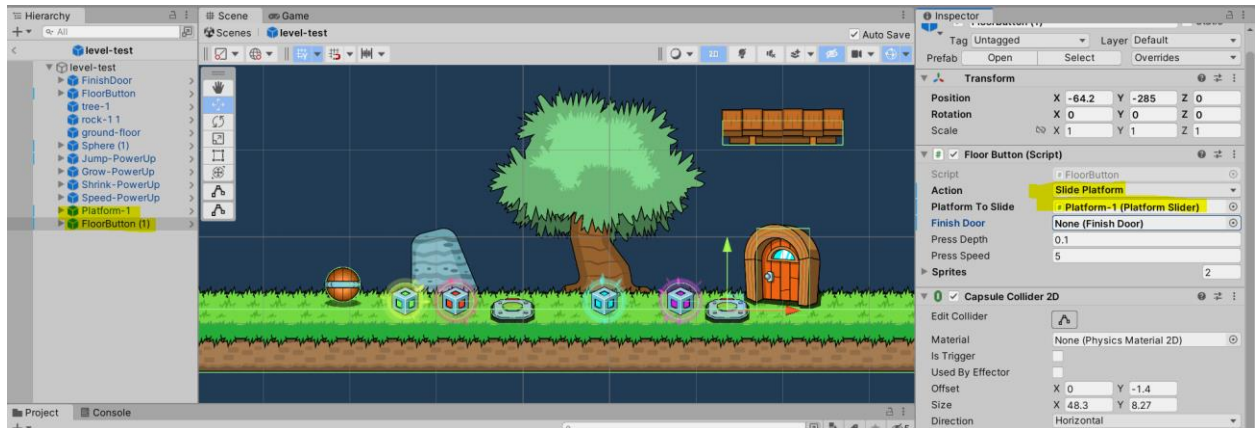 Hierarchy
All
level-test
level-test
FinishDoor
FloorButton
tree-1
rock-1 1
ground-floor
Sphere (1)
Jump-PowerUp
Grow-PowerUp
Shrink-PowerUp
Speed-PowerUp
Platform-1
FloorButton (1)
Scene Game
Scenes level-test Auto Save
2D
Project Console
Inspector
Tag Untagged Layer Default
Prefab Open Select Overrides
Transform
Position X -64.2 Y -285 Z 0
Rotation X 0 Y 0 Z 0
Scale X 1 Y 1 Z 1
Floor Button (Script)
Script FloorButton
Action Slide Platform
Platform To Slide Platform-1 (Platform Slider)
Finish Door None (Finish Door)
Press Depth 0.1
Press Speed 5
Sprites 2
Capsule Collider 2D
Edit Collider
Material None (Physics Material 2D)
Is Trigger
Used By Effector
Offset X 0 Y -1.4
Size X 48.3 Y 8.27
Direction Horizontal